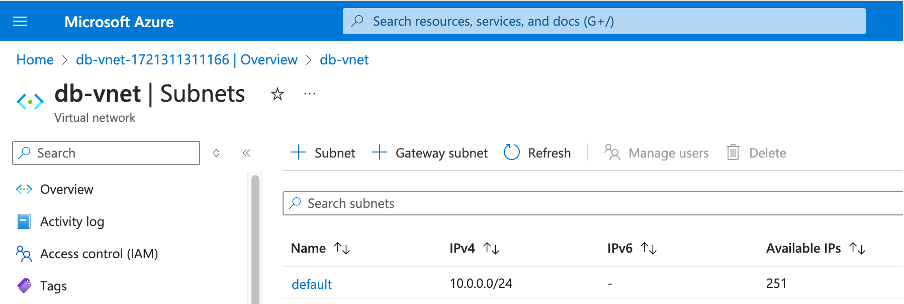 Microsoft Azure
Search resources, services, and docs (G+/)
Home > db-vnet-1721311311166 | Overview > db-vnet
db-vnet | Subnets
Virtual network
Search
Subnet
Gateway subnet
Refresh
Manage users
Delete
Overview
Activity log
Access control (IAM)
Tags
Search subnets
Name IPv4 IPv6 Available IPs
default 10.0.0.0/24 - 251